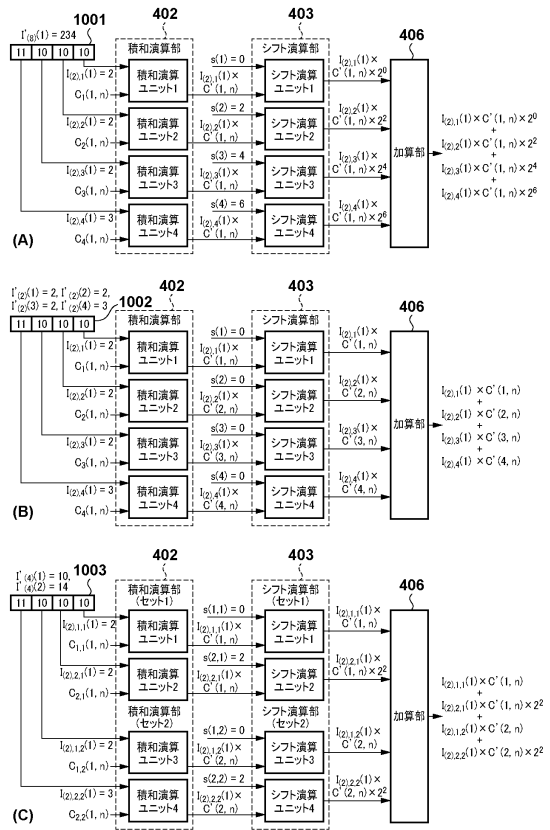 402
403
406
I'(8)(1) = 234
1001
積和演算部
シフト演算部
11 10 10 10
I(2),1(1) = 2
C1(1, n)
積和演算
ユニット1
s(1) = 0
I(2),1(1)×
C'(1, n)
シフト演算
ユニット1
I(2),1(1)×
C'(1, n)×2^0
I(2),2(1) = 2
C2(1, n)
積和演算
ユニット2
s(2) = 2
I(2),2(1)×
C'(1, n)
シフト演算
ユニット2
I(2),2(1)×
C'(1, n)×2^2
I(2),3(1) = 2
C3(1, n)
積和演算
ユニット3
s(3) = 4
I(2),3(1)×
C'(1, n)
シフト演算
ユニット3
I(2),3(1)×
C'(1, n)×2^4
I(2),4(1) = 3
C4(1, n)
積和演算
ユニット4
s(4) = 6
I(2),4(1)×
C'(1, n)
シフト演算
ユニット4
I(2),4(1)×
C'(1, n)×2^6
加算部
I(2),1(1)×C'(1, n)×2^0
+
I(2),2(1)×C'(1, n)×2^2
+
I(2),3(1)×C'(1, n)×2^4
+
I(2),4(1)×C'(1, n)×2^6
(A)
402
403
406
I'(2)(1) = 2, I'(2)(2) = 2,
I'(2)(3) = 2, I'(2)(4) = 3
1002
積和演算部
シフト演算部
11 10 10 10
I(2),1(1) = 2
C1(1, n)
積和演算
ユニット1
s(1) = 0
I(2),1(1)×
C'(1, n)
シフト演算
ユニット1
I(2),1(1)×
C'(1, n)
I(2),2(1) = 2
C2(1, n)
積和演算
ユニット2
s(2) = 0
I(2),2(1)×
C'(2, n)
シフト演算
ユニット2
I(2),2(1)×
C'(2, n)
I(2),3(1) = 2
C3(1, n)
積和演算
ユニット3
s(3) = 0
I(2),3(1)×
C'(3, n)
シフト演算
ユニット3
I(2),3(1)×
C'(3, n)
I(2),4(1) = 3
C4(1, n)
積和演算
ユニット4
s(4) = 0
I(2),4(1)×
C'(4, n)
シフト演算
ユニット4
I(2),4(1)×
C'(4, n)
加算部
I(2),1(1) ×C'(1, n)
+
I(2),2(1) ×C'(2, n)
+
I(2),3(1) ×C'(3, n)
+
I(2),4(1) ×C'(4, n)
(B)
402
403
406
I'(4)(1) = 10,
I'(4)(2) = 14
1003
積和演算部
(セット1)
シフト演算部
(セット1)
11 10 10 10
I(2),1,1(1) = 2
C1,1(1, n)
積和演算
ユニット1
s(1,1) = 0
I(2),1,1(1)×
C'(1, n)
シフト演算
ユニット1
I(2),1,1(1)×
C'(1, n)
I(2),2,1(1) = 2
C2,1(1, n)
積和演算
ユニット2
s(2,1) = 2
I(2),2,1(1)×
C'(1, n)
シフト演算
ユニット2
I(2),2,1(1)×
C'(1, n)×2^2
積和演算部
(セット2)
シフト演算部
(セット2)
I(2),1,2(1) = 2
C1,2(1, n)
積和演算
ユニット3
s(1,2) = 0
I(2),1,2(1)×
C'(2, n)
シフト演算
ユニット3
I(2),1,2(1)×
C'(2, n)
I(2),2,2(1) = 3
C2,2(1, n)
積和演算
ユニット4
s(2,2) = 2
I(2),2,2(1)×
C'(2, n)
シフト演算
ユニット4
I(2),2,2(1)×
C'(2, n)×2^2
加算部
I(2),1,1(1)×C'(1, n)
+
I(2),2,1(1)×C'(1, n)×2^2
+
I(2),1,2(1)×C'(2, n)
+
I(2),2,2(1)×C'(2, n)×2^2
(C)